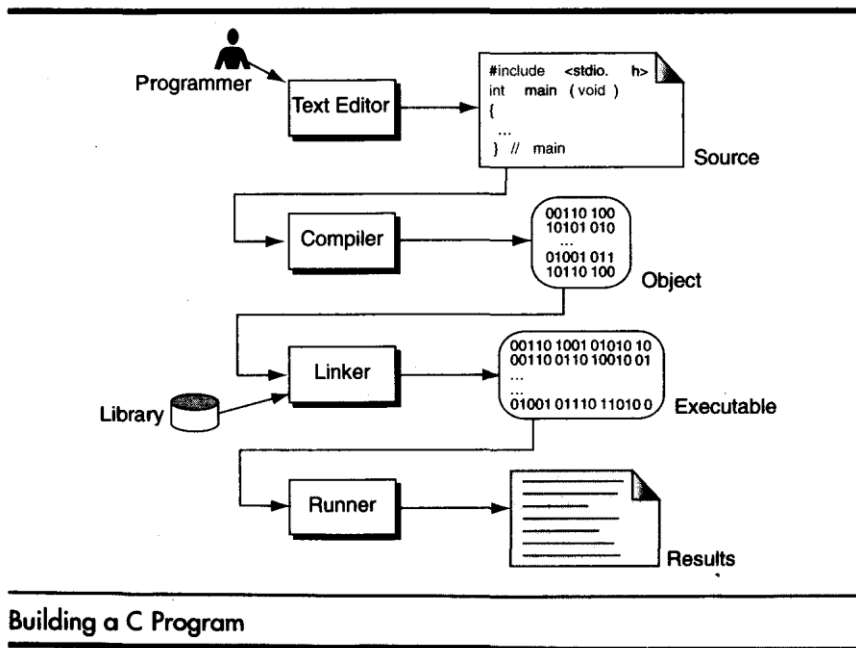 Programmer
Text Editor
#include <stdio. h>
int main ( void )
{
...
} // main
Source
Compiler
00110 100
10101 010
...
01001 011
10110 100
Object
Linker
Library
00110 1001 01010 10
00110 0110 10010 01
...
...
01001 01110 11010 0
Executable
Runner
Results
Building a C Program